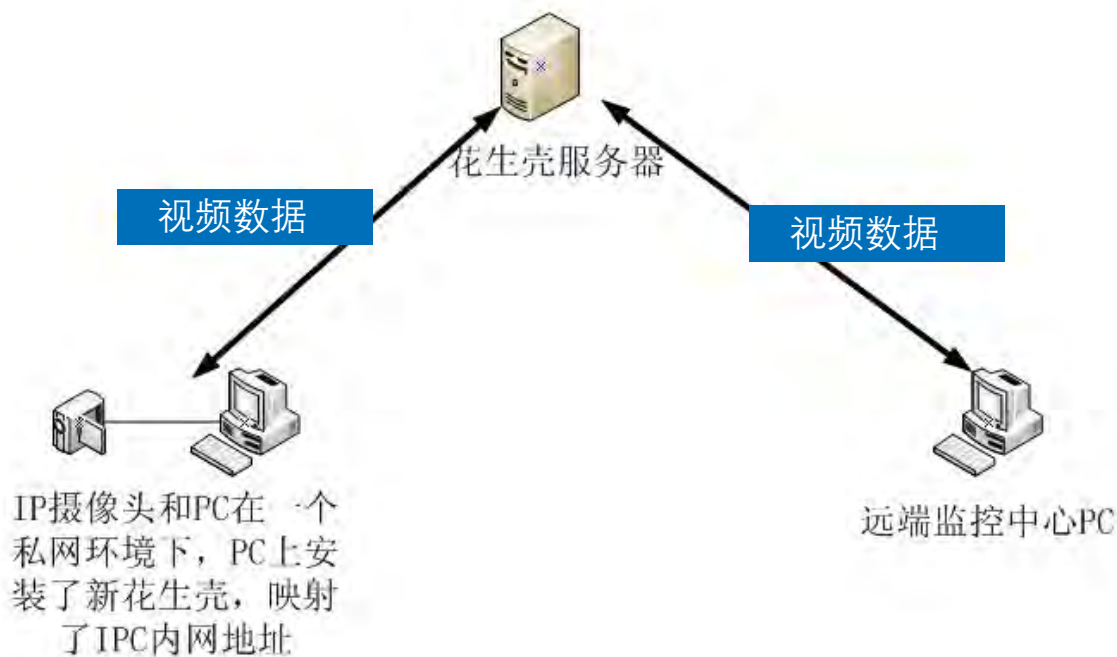 花生壳服务器
视频数据
视频数据
IP摄像头和PC在一个
私网环境下，PC上安
装了新花生壳，映射
了IPC内网地址
远端监控中心PC